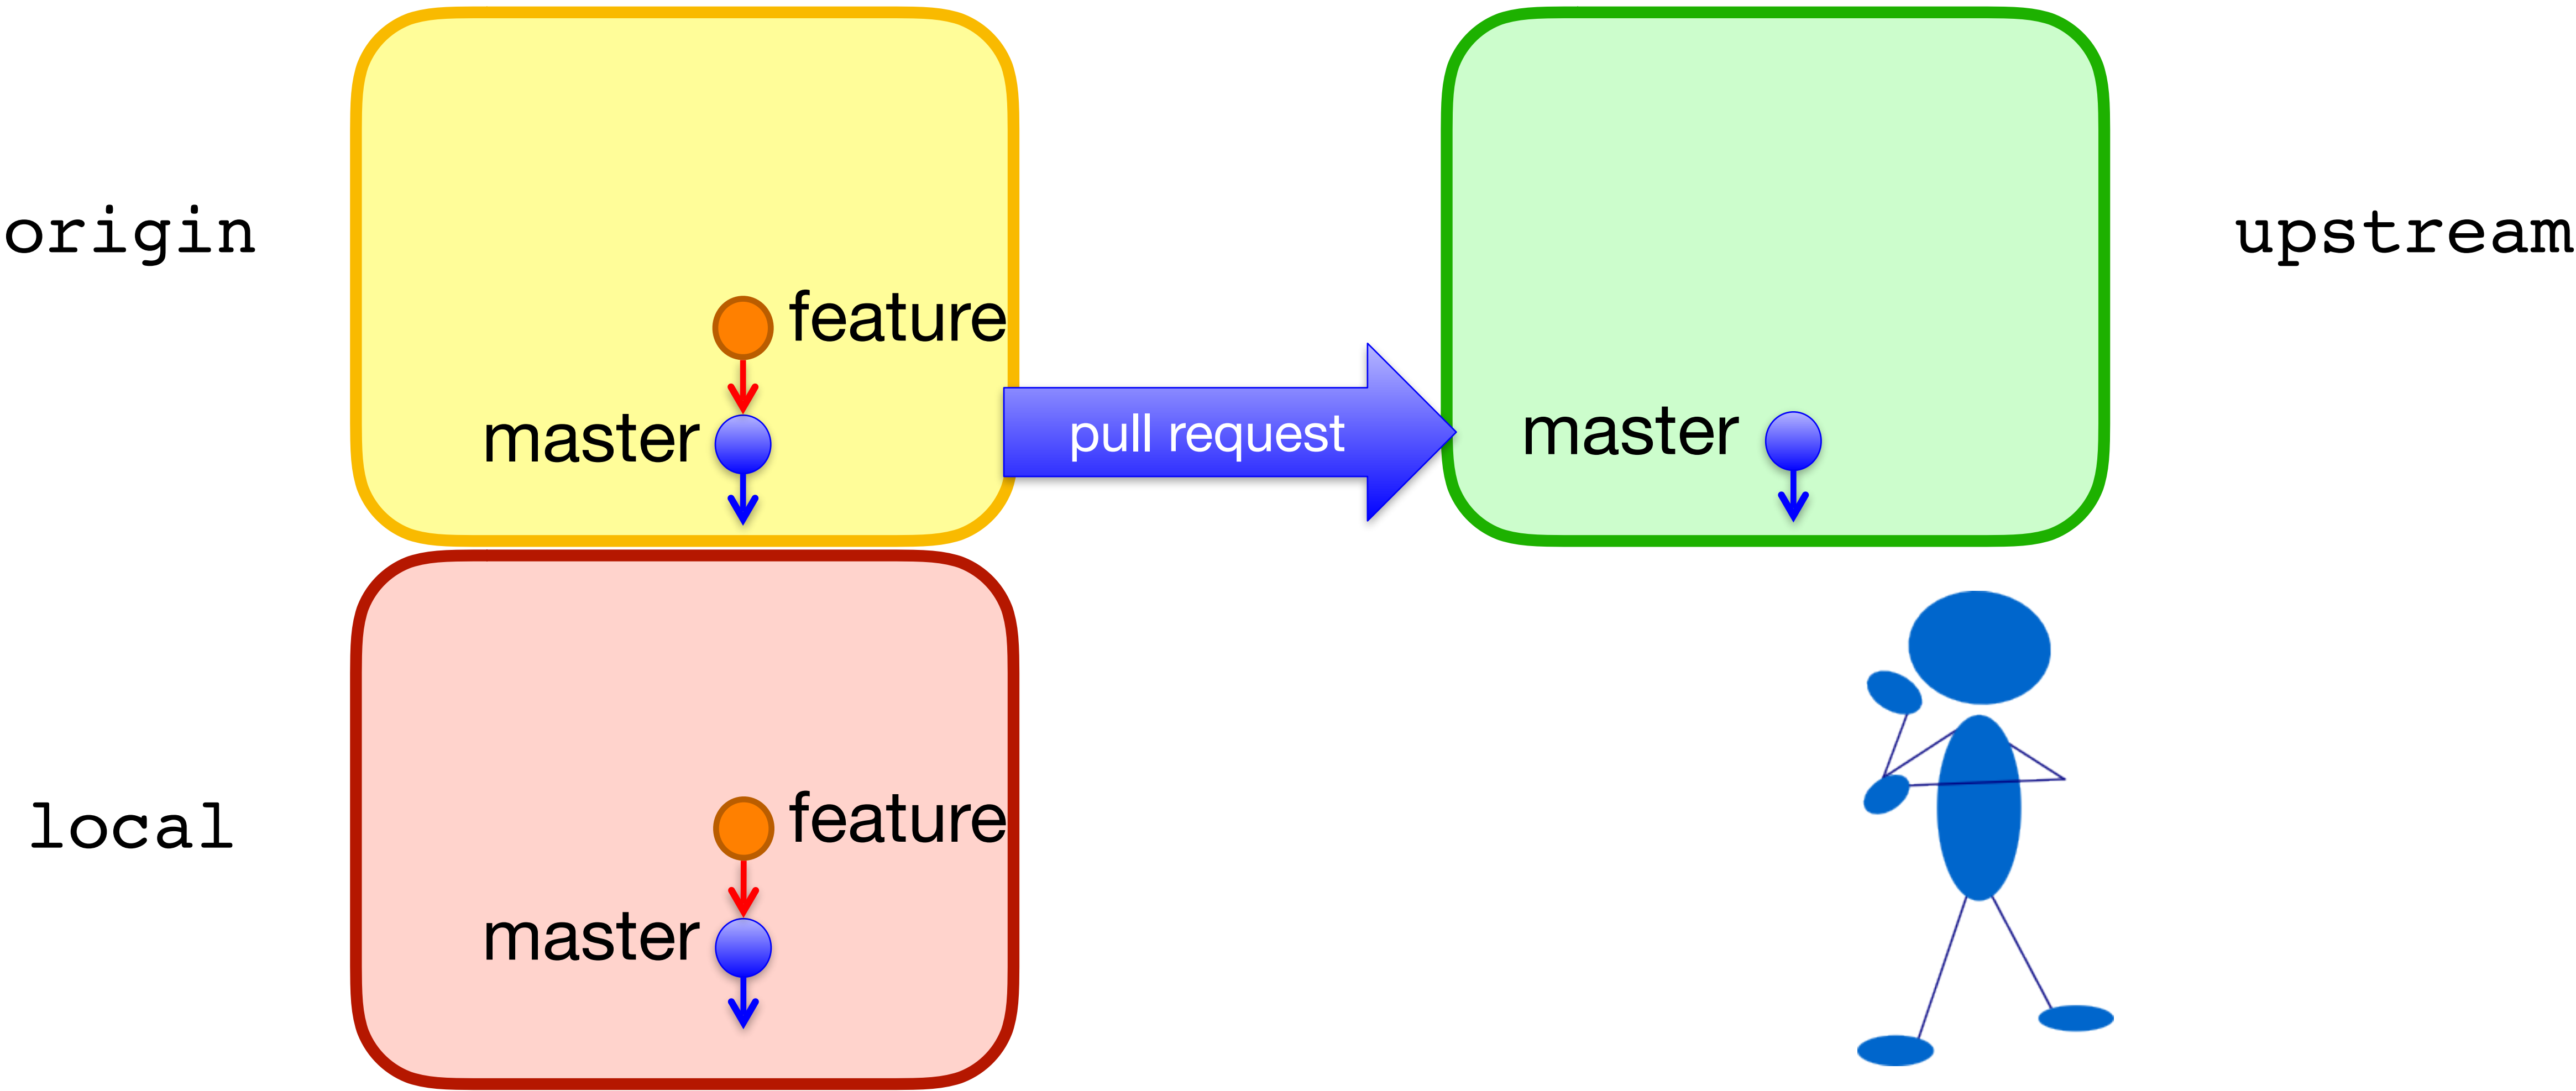 origin
feature
master
pull request
master
upstream
local
feature
master